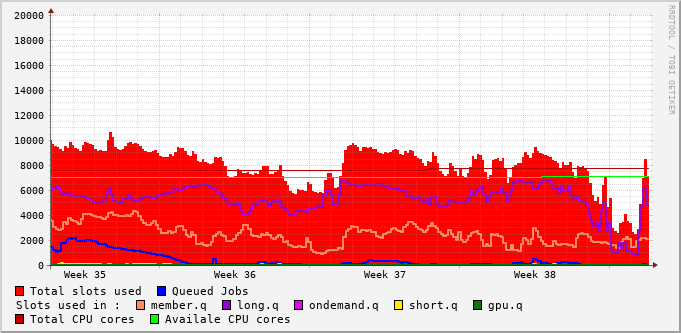 20000
18000
16000
14000
12000
10000
8000
6000
4000
2000
0
Week 35 Week 36 Week 37 Week 38
Total slots used Queued Jobs
Slots used in : member.q long.q ondemand.q short.q gpu.q
Total CPU cores Availale CPU cores
RRDTOOL / TOBI OETIKER